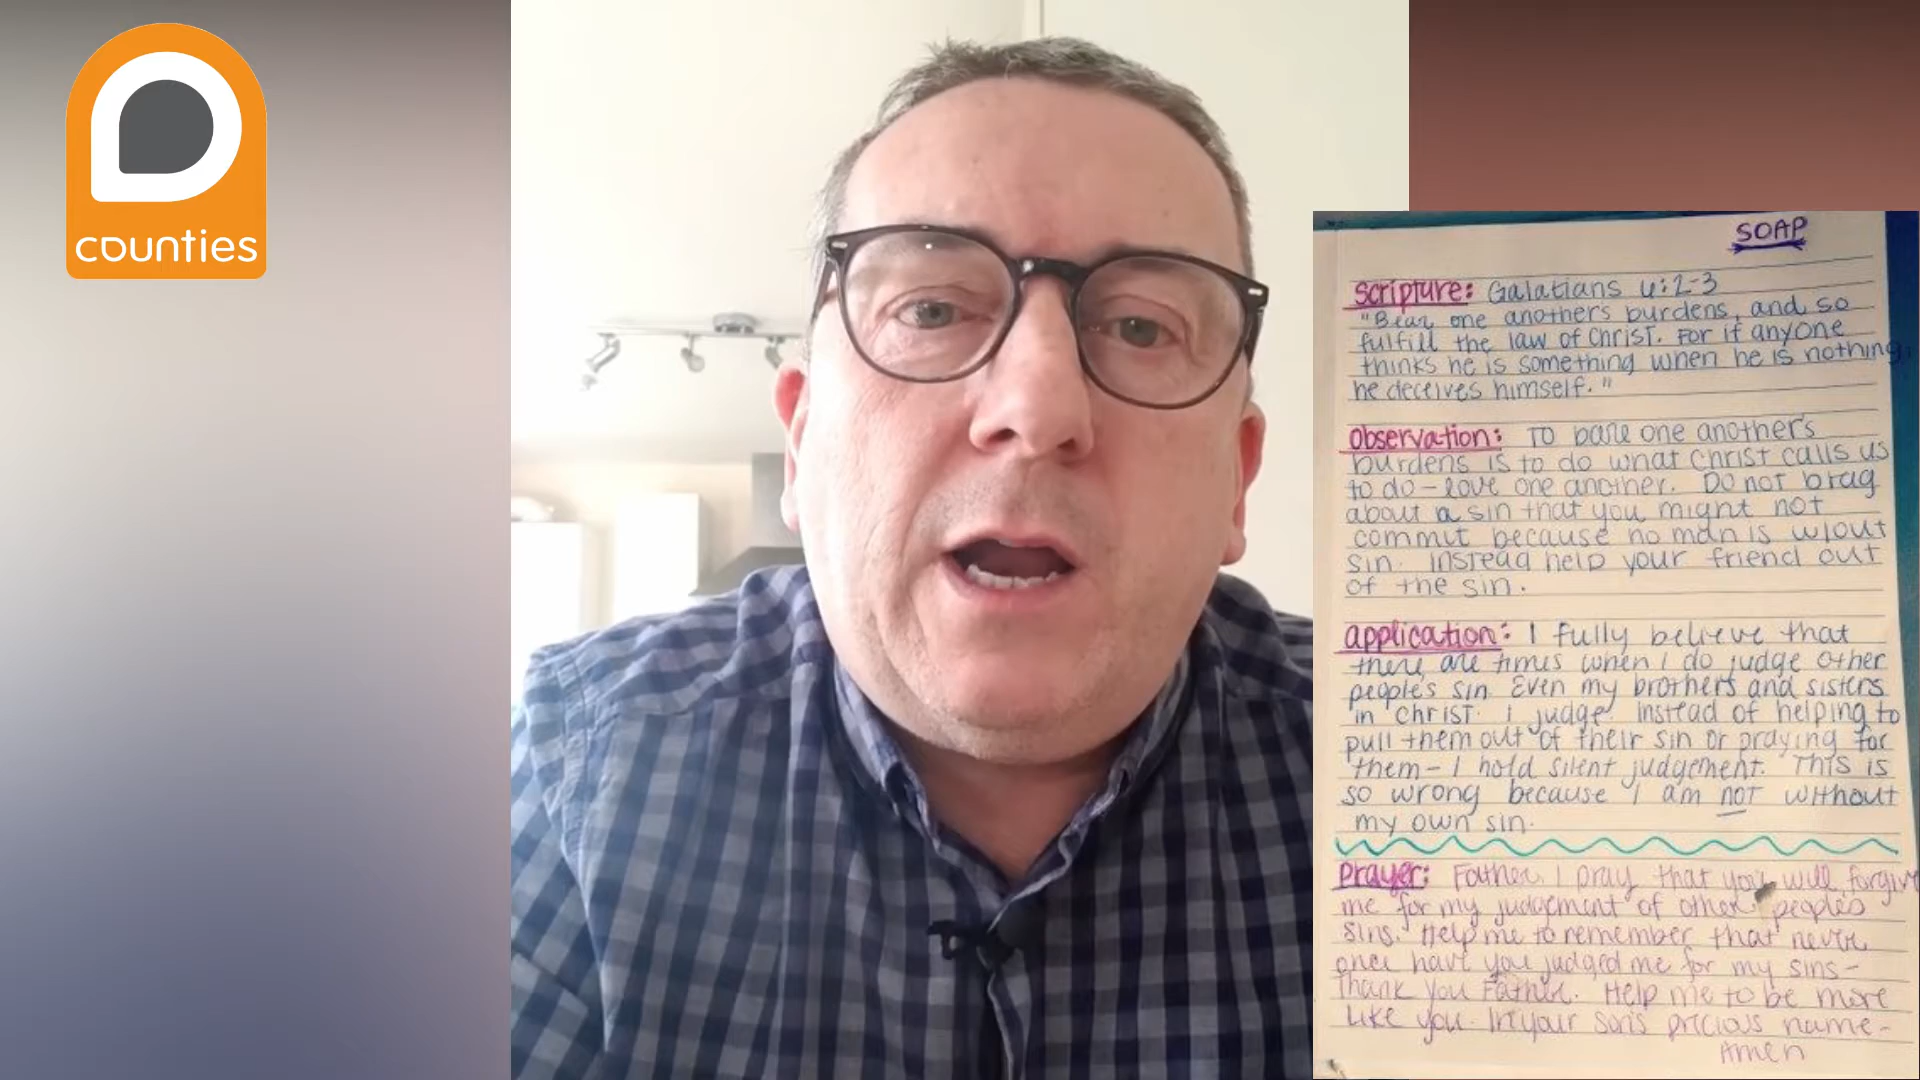 counties
SOAP
scripture: Galatians 6:2-3
"Bear one another's burdens, and so
fulfill the law of Christ. For if anyone
thinks he is something when he is nothing,
he deceives himself."
observation: To bare one another's
burdens is to do what Christ calls us
to do - love one another. Do not brag
about a sin that you might not
commit because no man is w/out
sin. Instead help your friend out
of the sin.
application: I fully believe that
there are times when I do judge other
people's sin. Even my brothers and sisters
in Christ. I judge. Instead of helping to
pull them out of their sin or praying for
them - I hold silent judgement. This is
so wrong because I am not without
my own sin.
prayer: Father, I pray that you will forgive
me for my judgement of other people's
sins. Help me to remember that never
once have you judged me for my sins -
Thank you Father. Help me to be more
like you. In your son's precious name -
Amen